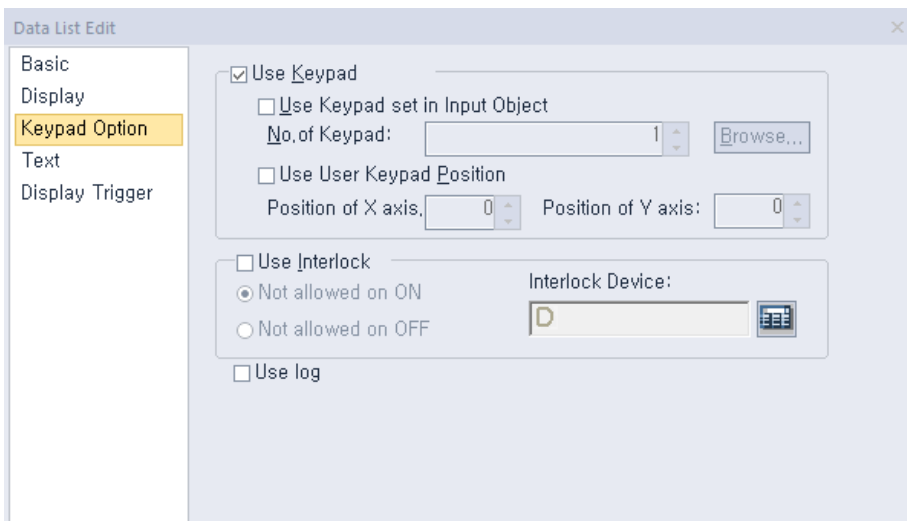 Data List Edit
Basic
Display
Keypad Option
Text
Display Trigger
Use Keypad
Use Keypad set in Input Object
No.of Keypad: 1 Browse...
Use User Keypad Position
Position of X axis. 0 Position of Y axis: 0
Use Interlock
Not allowed on ON
Not allowed on OFF
Interlock Device:
D
Use log